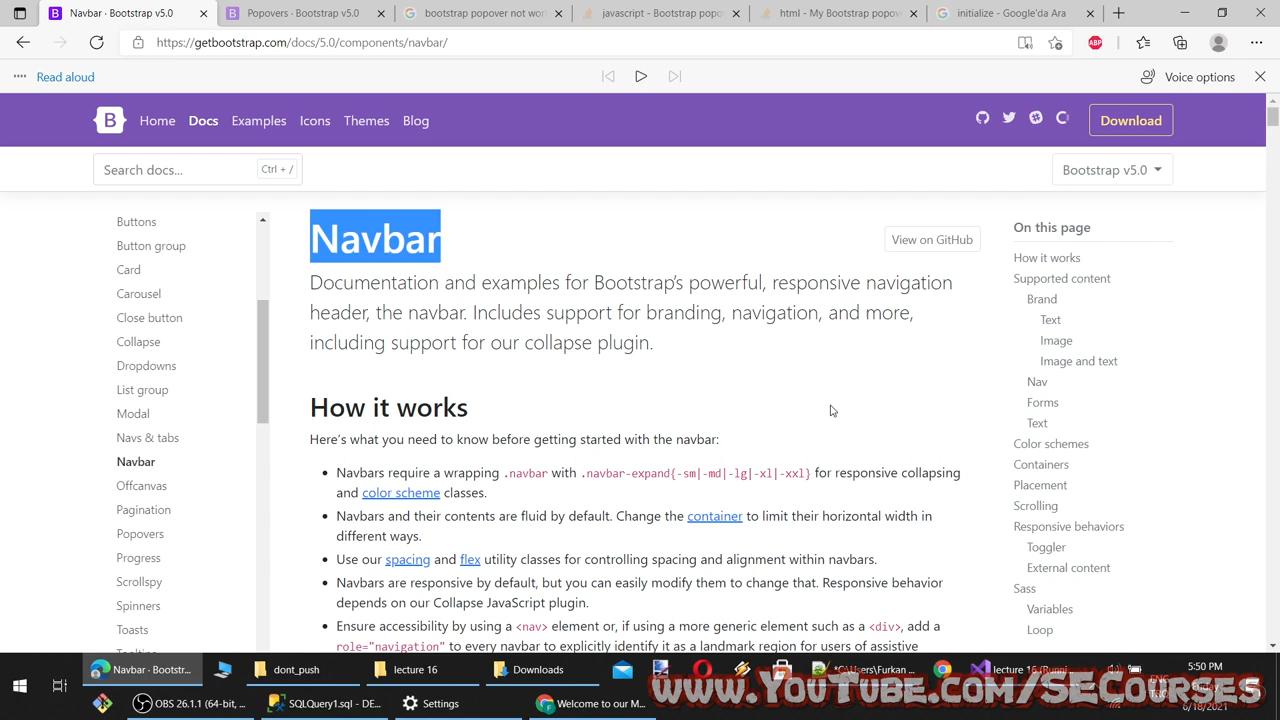 Navbar · Bootstrap v5.0
Popovers · Bootstrap v5.0
bootstrap popover not wor
javascript - Bootstrap popo
html - My Bootstrap popov
initialize - Google'da Ara
https://getbootstrap.com/docs/5.0/components/navbar/
ABP
Read aloud
Voice options
B
Home
Docs
Examples
Icons
Themes
Blog
Download
Search docs...
Ctrl + /
Bootstrap v5.0
Buttons
Button group
Card
Carousel
Close button
Collapse
Dropdowns
List group
Modal
Navs & tabs
Navbar
Offcanvas
Pagination
Popovers
Progress
Scrollspy
Spinners
Toasts
Navbar
View on GitHub
Documentation and examples for Bootstrap's powerful, responsive navigation
header, the navbar. Includes support for branding, navigation, and more,
including support for our collapse plugin.
How it works
Here's what you need to know before getting started with the navbar:
Navbars require a wrapping .navbar with .navbar-expand{-sm|-md|-lg|-xl|-xxl} for responsive collapsing
and color scheme classes.
Navbars and their contents are fluid by default. Change the container to limit their horizontal width in
different ways.
Use our spacing and flex utility classes for controlling spacing and alignment within navbars.
Navbars are responsive by default, but you can easily modify them to change that. Responsive behavior
depends on our Collapse JavaScript plugin.
Ensure accessibility by using a <nav> element or, if using a more generic element such as a <div>, add a
role="navigation" to every navbar to explicitly identify it as a landmark region for users of assistive
On this page
How it works
Supported content
Brand
Text
Image
Image and text
Nav
Forms
Text
Color schemes
Containers
Placement
Scrolling
Responsive behaviors
Toggler
External content
Sass
Variables
Loop
Navbar · Bootstr...
dont_push
lecture 16
Downloads
*C:\Users\Furkan ...
lecture 16 (Runni...
5:50 PM
Friday
6/18/2021
OBS 26.1.1 (64-bit, ...
SQLQuery1.sql - DE...
Settings
Welcome to our M...
www.YouTube.com/SECourses